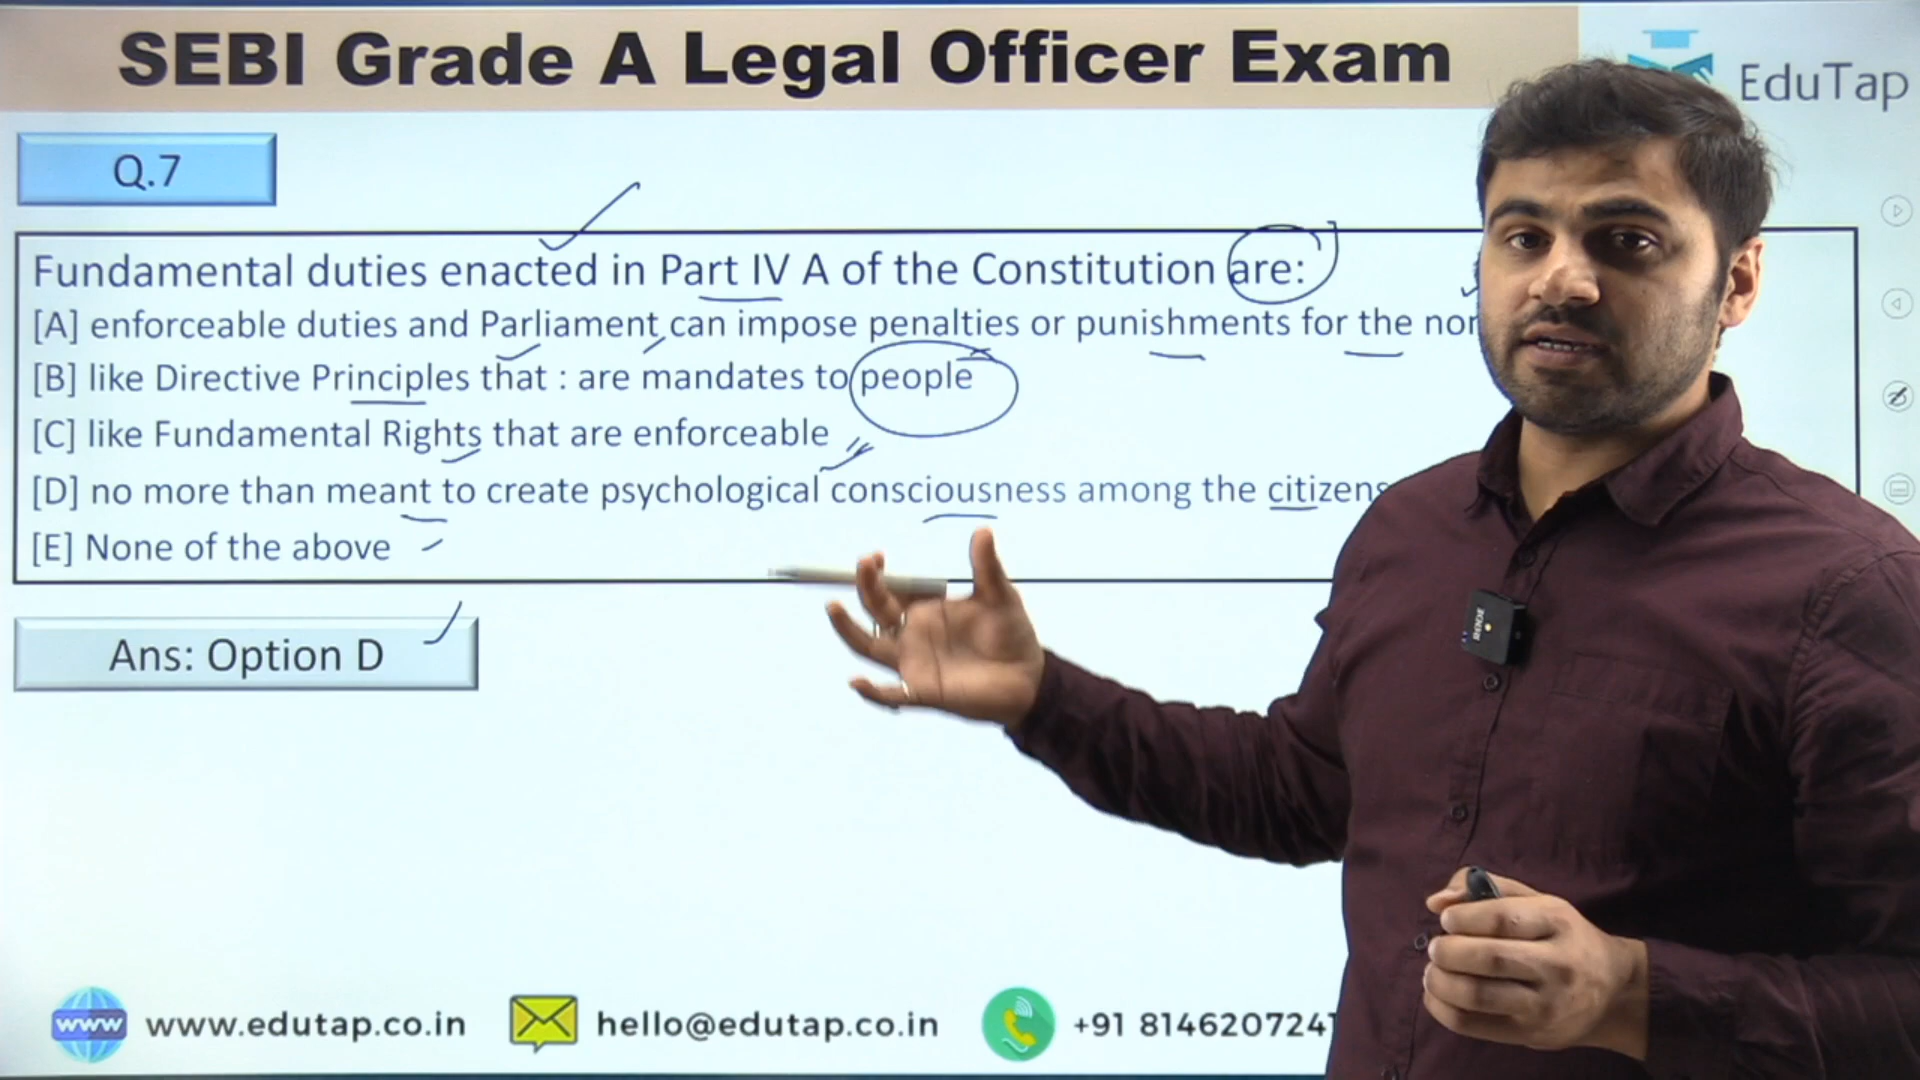 SEBI Grade A Legal Officer Exam
EduTap
Q.7
Fundamental duties enacted in Part IV A of the Constitution are:
[A] enforceable duties and Parliament can impose penalties or punishments for the
[B] like Directive Principles that : are mandates to people
[C] like Fundamental Rights that are enforceable
[D] no more than meant to create psychological consciousness among the citizens
[E] None of the above
Ans: Option D
RODE
www www.edutap.co.in
hello@edutap.co.in
+91 8146207241